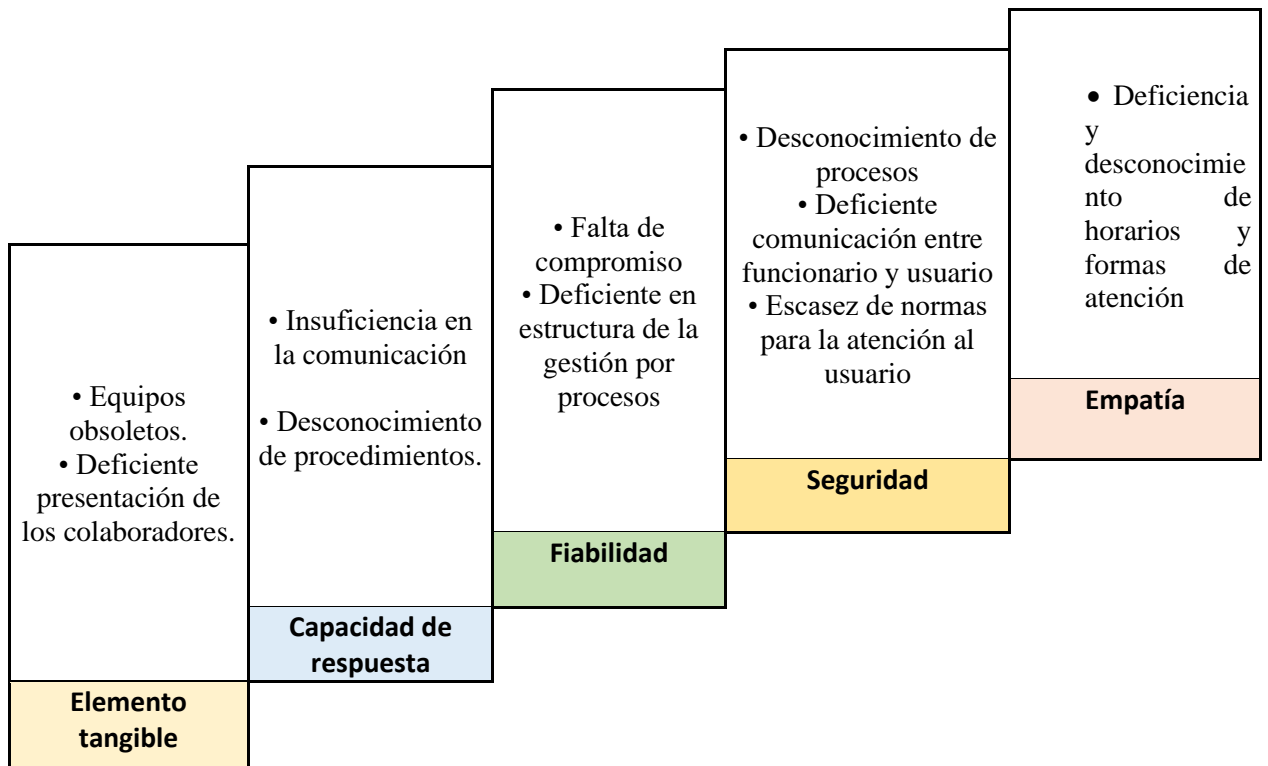 • Equipos
obsoletos.
• Deficiente
presentación de
los colaboradores.
Elemento
tangible
• Insuficiencia en
la comunicación
• Desconocimiento
de procedimientos.
Capacidad de
respuesta
• Falta de
compromiso
• Deficiente en
estructura de la
gestión por
procesos
Fiabilidad
• Desconocimiento de
procesos
• Deficiente
comunicación entre
funcionario y usuario
• Escasez de normas
para la atención al
usuario
Seguridad
• Deficiencia
y
desconocimie
nto de
horarios y
formas de
atención
Empatía